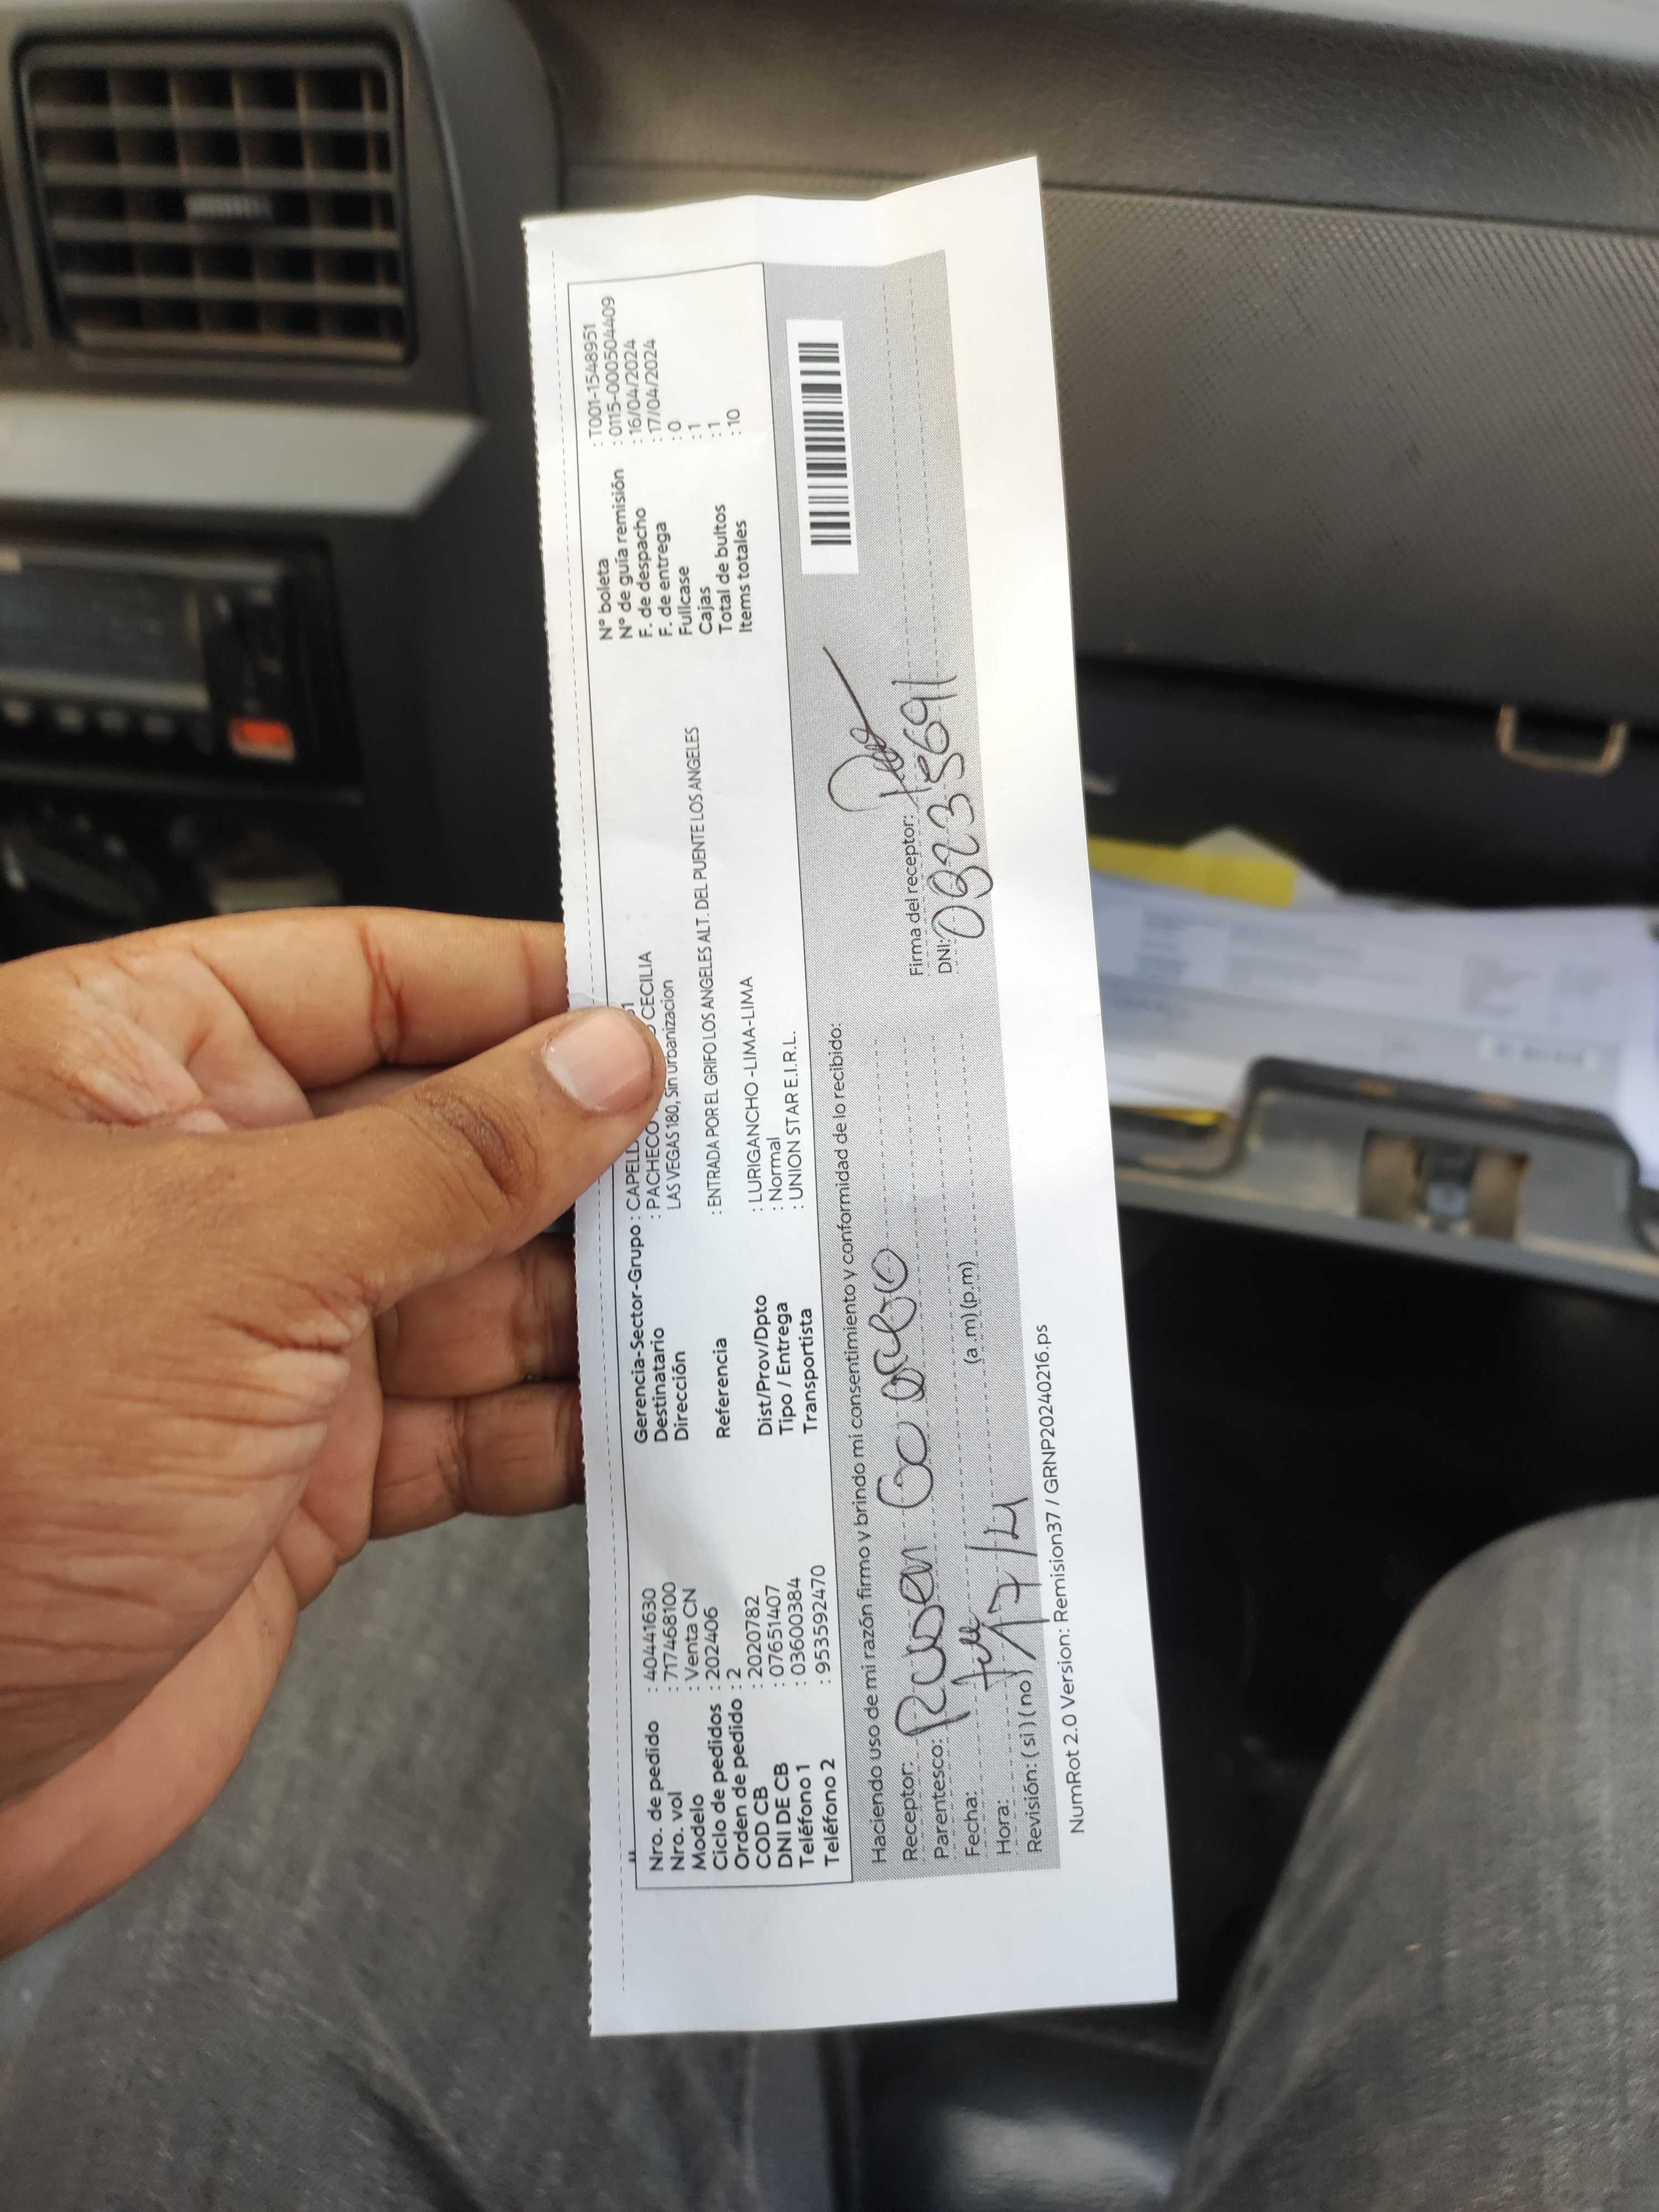 Nro. de pedido : 40441630
Nro. vol : 717468100
Modelo : Venta CN
Ciclo de pedidos : 202406
Orden de pedido : 2
COD CB : 2020782
DNI DE CB : 07651407
Teléfono 1 : 03600384
Teléfono 2 : 953592470
Gerencia-Sector-Grupo : CAPELL
Destinatario : PACHECO CECILIA
Dirección LAS VEGAS 180, Sin urbanizacion
Referencia : ENTRADA POR EL GRIFO LOS ANGELES ALT. DEL PUENTE LOS ANGELES
Dist/Prov/Dpto : LURIGANCHO -LIMA-LIMA
Tipo / Entrega : Normal
Transportista : UNION STAR E.I.R.L.
N° boleta : T001-1548951
N° de guía remisión : 0115-000504409
F. de despacho : 16/04/2024
F. de entrega : 17/04/2024
Fullcase : 0
Cajas : 1
Total de bultos : 1
Items totales : 10
Haciendo uso de mi razón firmo y brindo mi consentimiento y conformidad de lo recibido:
Receptor: Ruben
Parentesco:
Fecha: 17/4
Hora: (a .m) (p.m)
Revisión: ( si ) ( no )
Firma del receptor:
DNI:
NumRot 2.0 Version: Remision37 / GRNP20240216.ps